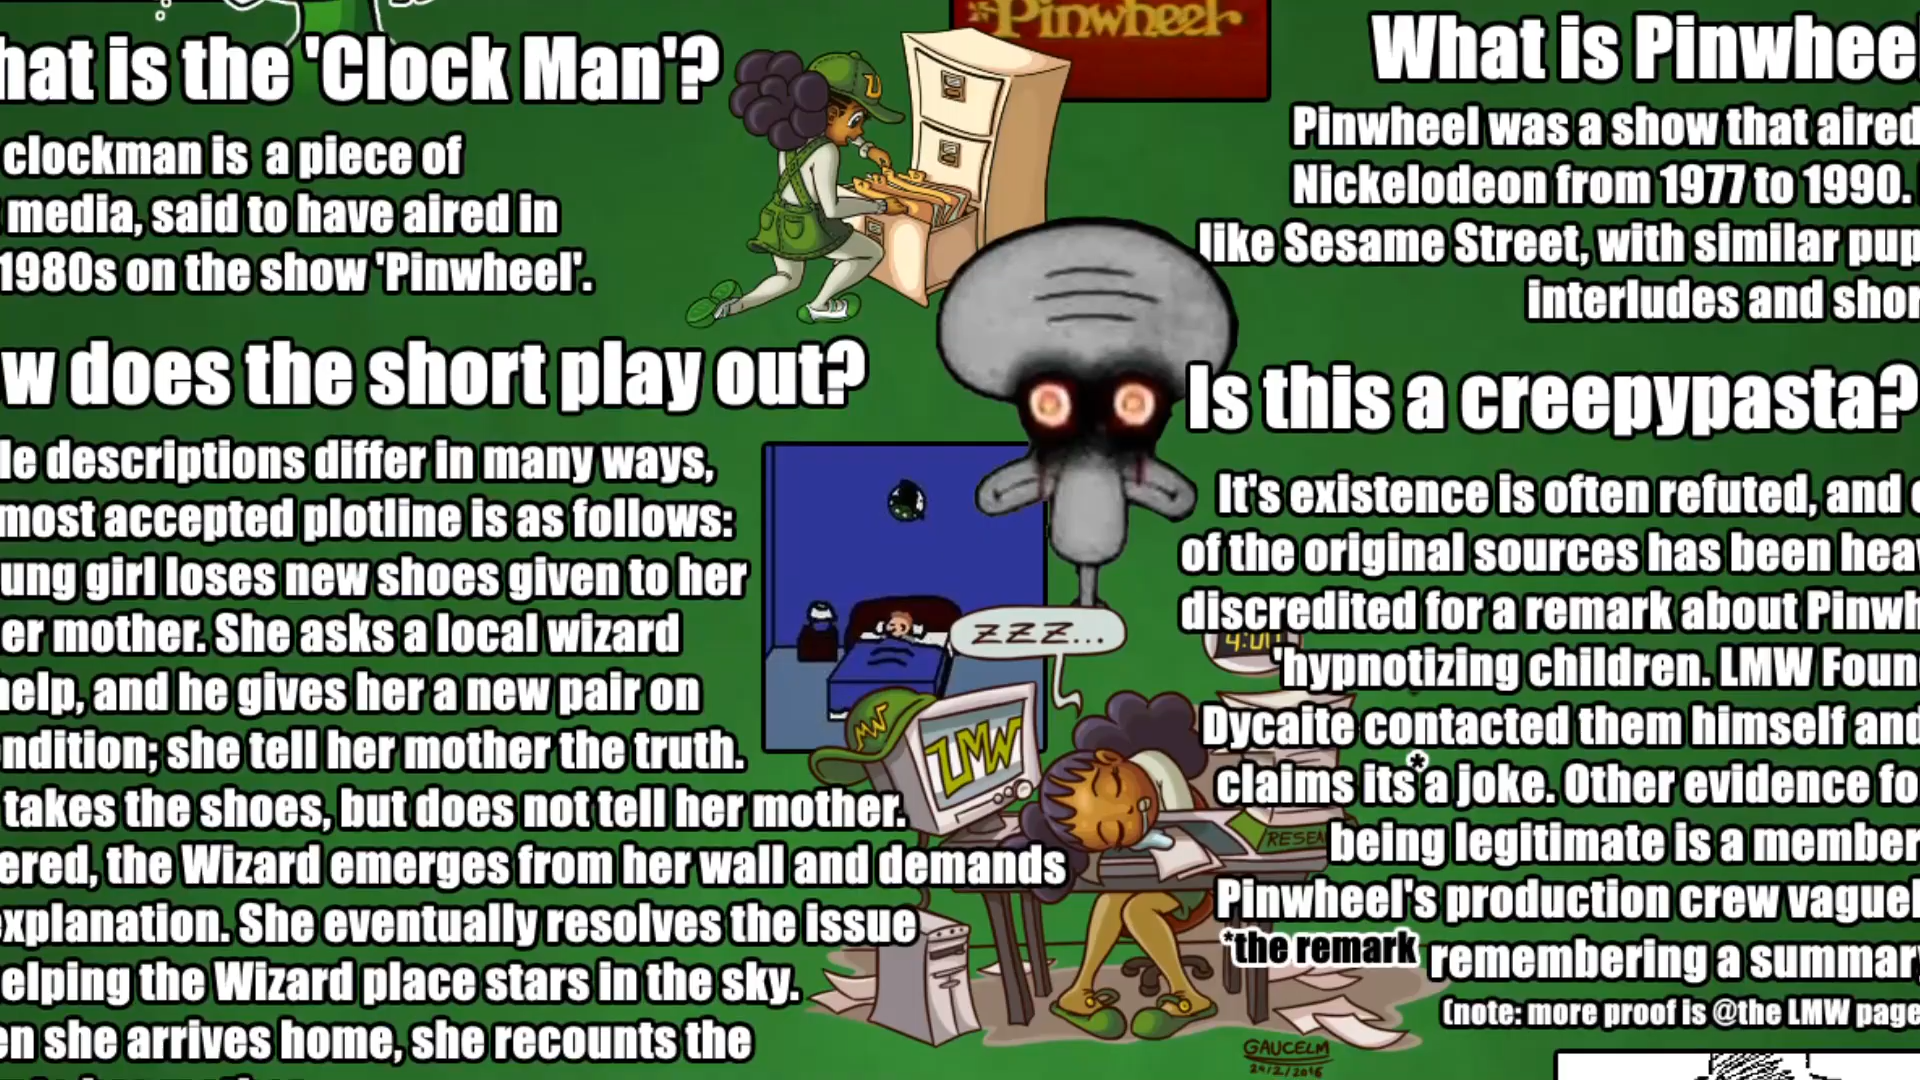 Pinwheel
hat is the 'Clock Man'?
clockman is a piece of
media, said to have aired in
1980s on the show 'Pinwheel'.
w does the short play out?
le descriptions differ in many ways,
most accepted plotline is as follows:
ung girl loses new shoes given to her
er mother. She asks a local wizard
help, and he gives her a new pair on
ndition; she tell her mother the truth.
takes the shoes, but does not tell her mother.
ered, the Wizard emerges from her wall and demands
explanation. She eventually resolves the issue
elping the Wizard place stars in the sky.
en she arrives home, she recounts the
What is Pinwheel
Pinwheel was a show that aired
Nickelodeon from 1977 to 1990.
like Sesame Street, with similar pup
interludes and shor
Is this a creepypasta?
It's existence is often refuted, and
of the original sources has been heav
discredited for a remark about Pinwh
'hypnotizing children. LMW Foun
Dycaite contacted them himself and
claims its* a joke. Other evidence fo
being legitimate is a member
Pinwheel's production crew vaguel
*the remark
remembering a summary
(note: more proof is @the LMW page
ZZZ...
4:00
LMW
RESEA
GAUCELM
24/2/2016